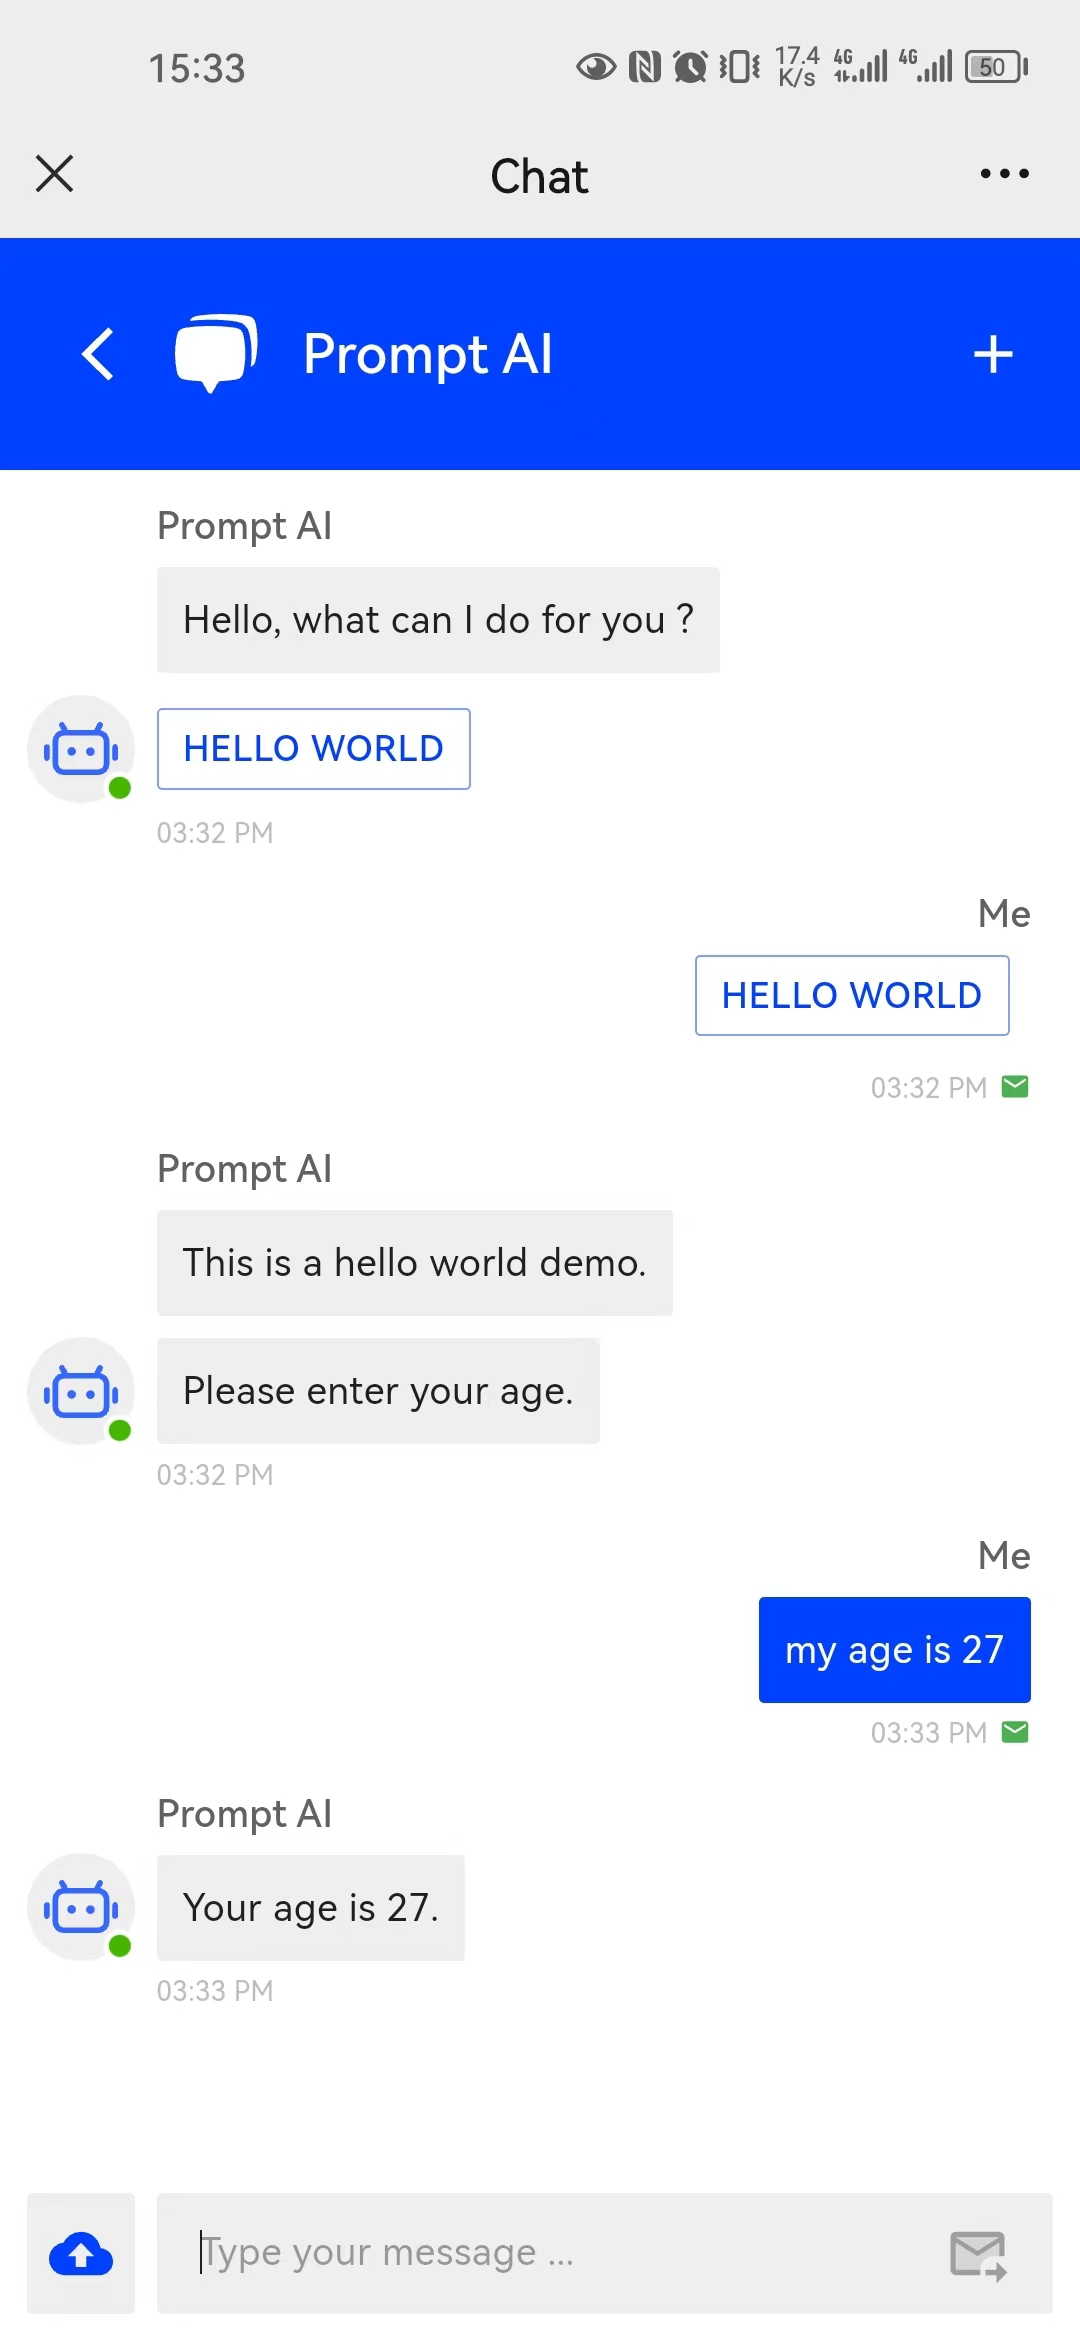 15:33
17.4
K/s
4G
4G
50
Chat
Prompt AI
Prompt AI
Hello, what can I do for you ?
HELLO WORLD
03:32 PM
Me
HELLO WORLD
03:32 PM
Prompt AI
This is a hello world demo.
Please enter your age.
03:32 PM
Me
my age is 27
03:33 PM
Prompt AI
Your age is 27.
03:33 PM
Type your message ...